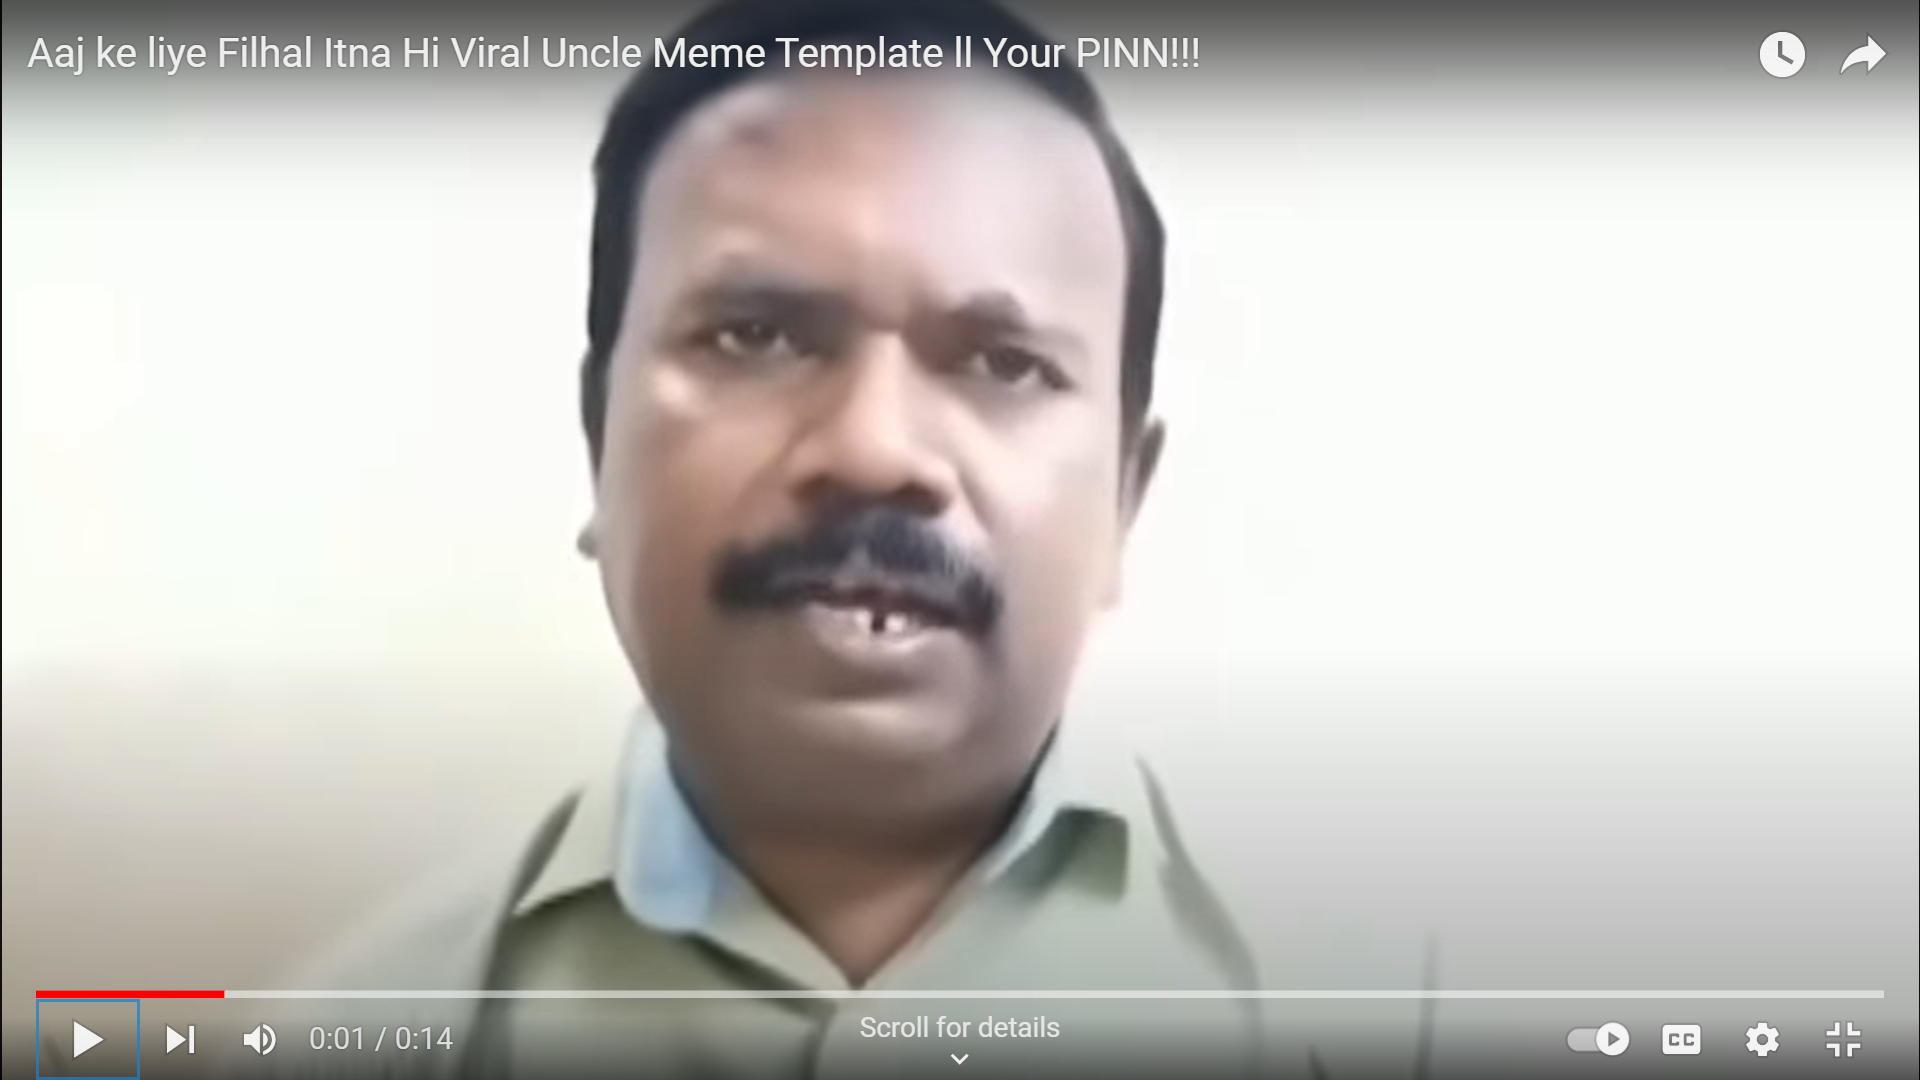 Aaj ke liye Filhal Itna Hi Viral Uncle Meme Template ll Your PINN!!!
Scroll for details
0:01 / 0:14
CC